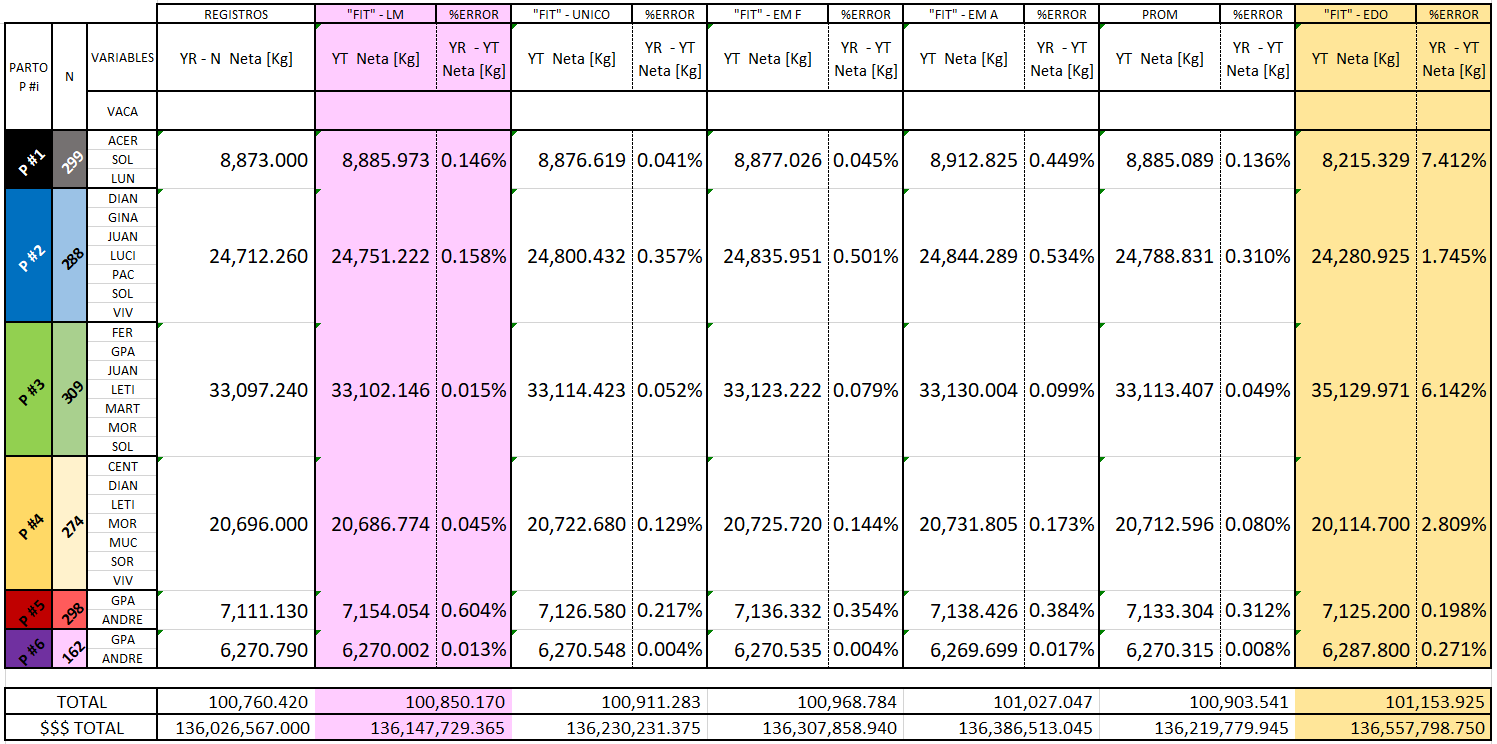 REGISTROS "FIT" - LM %ERROR "FIT" - UNICO %ERROR "FIT" - EM F %ERROR "FIT" - EM A %ERROR PROM %ERROR "FIT" - EDO %ERROR
PARTO P #i N VARIABLES YR - N Neta [Kg] YT Neta [Kg] YR - YT Neta [Kg] YT Neta [Kg] YR - YT Neta [Kg] YT Neta [Kg] YR - YT Neta [Kg] YT Neta [Kg] YR - YT Neta [Kg] YT Neta [Kg] YR - YT Neta [Kg] YT Neta [Kg] YR - YT Neta [Kg]
VACA
P #1 299
ACER
SOL
LUN
8,873.000 8,885.973 0.146% 8,876.619 0.041% 8,877.026 0.045% 8,912.825 0.449% 8,885.089 0.136% 8,215.329 7.412%
P #2 288
DIAN
GINA
JUAN
LUCI
PAC
SOL
VIV
24,712.260 24,751.222 0.158% 24,800.432 0.357% 24,835.951 0.501% 24,844.289 0.534% 24,788.831 0.310% 24,280.925 1.745%
P #3 309
FER
GPA
JUAN
LETI
MART
MOR
SOL
33,097.240 33,102.146 0.015% 33,114.423 0.052% 33,123.222 0.079% 33,130.004 0.099% 33,113.407 0.049% 35,129.971 6.142%
P #4 274
CENT
DIAN
LETI
MOR
MUC
SOR
VIV
20,696.000 20,686.774 0.045% 20,722.680 0.129% 20,725.720 0.144% 20,731.805 0.173% 20,712.596 0.080% 20,114.700 2.809%
P #5 298
GPA
ANDRE
7,111.130 7,154.054 0.604% 7,126.580 0.217% 7,136.332 0.354% 7,138.426 0.384% 7,133.304 0.312% 7,125.200 0.198%
P #6 162
GPA
ANDRE
6,270.790 6,270.002 0.013% 6,270.548 0.004% 6,270.535 0.004% 6,269.699 0.017% 6,270.315 0.008% 6,287.800 0.271%
TOTAL 100,760.420 100,850.170 100,911.283 100,968.784 101,027.047 100,903.541 101,153.925
$$$ TOTAL 136,026,567.000 136,147,729.365 136,230,231.375 136,307,858.940 136,386,513.045 136,219,779.945 136,557,798.750